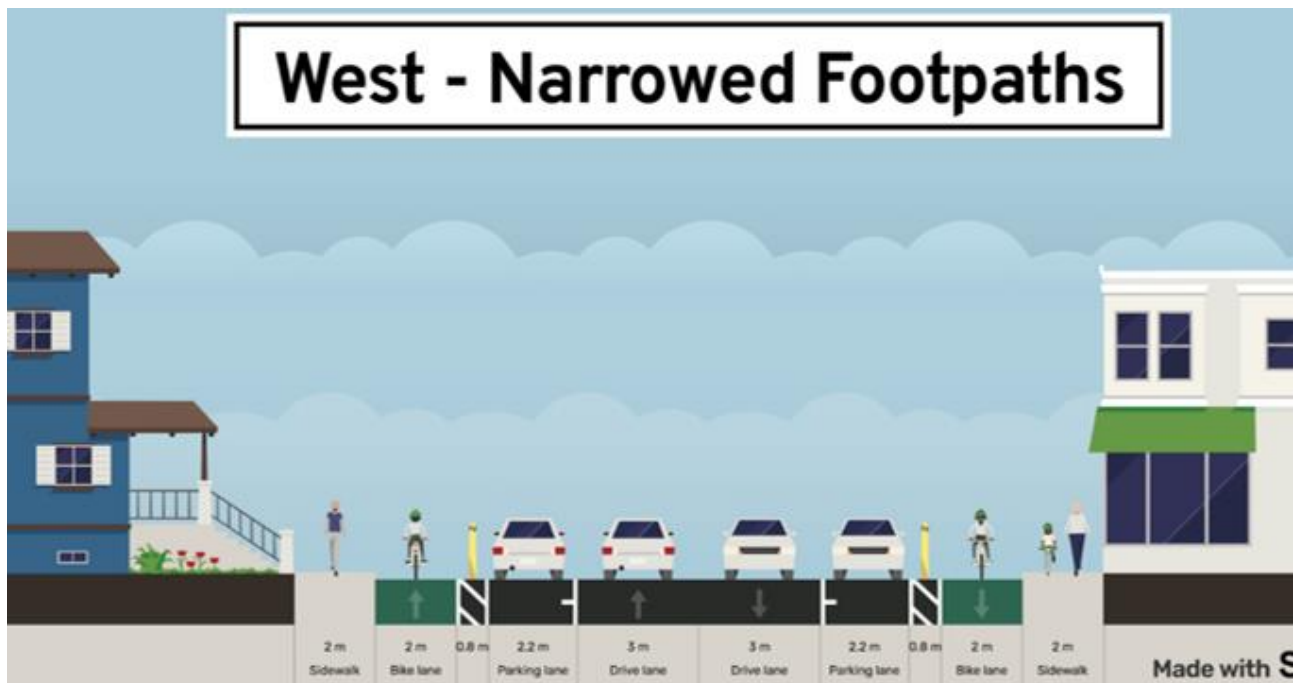 West - Narrowed Footpaths
2 m 2 m 0.8 m 2.2 m 3 m 3 m 2.2 m 0.8 m 2 m 2 m
Sidewalk Bike lane Parking lane Drive lane Drive lane Parking lane Bike lane Sidewalk
Made with S